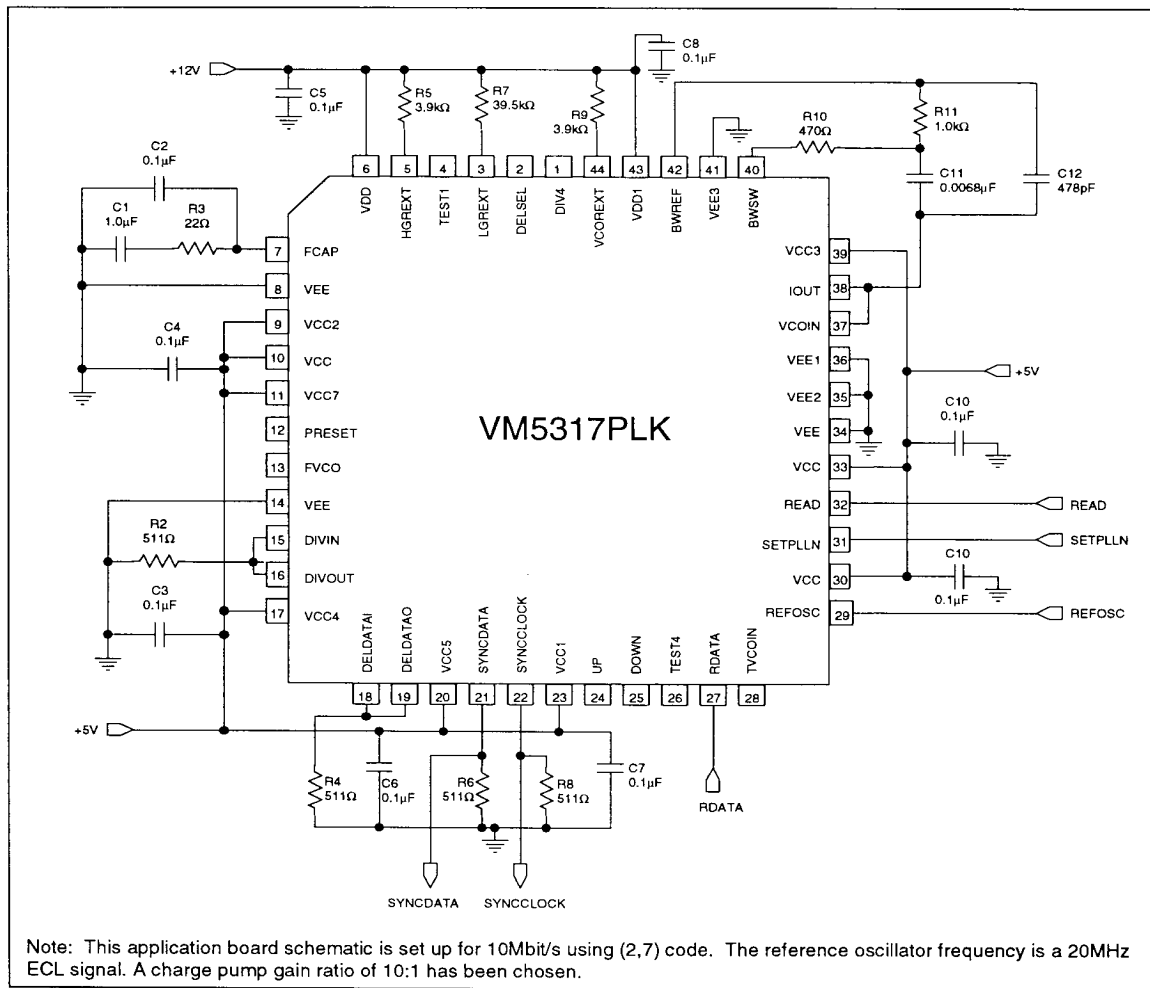 C8
0.1µF
+12V
C5
0.1µF
R5
3.9kΩ
R7
39.5kΩ
R9
3.9kΩ
R10
470Ω
R11
1.0kΩ
C11
0.0068µF
C12
478pF
C2
0.1µF
C1
1.0µF
R3
22Ω
6
5
4
3
2
1
44
43
42
41
40
VDD
HGREXT
TEST1
LGREXT
DELSEL
DIV4
VCOREXT
VDD1
BWREF
VEE3
BWSW
7 FCAP
8 VEE
9 VCC2
10 VCC
11 VCC7
12 PRESET
13 FVCO
14 VEE
15 DIVIN
16 DIVOUT
17 VCC4
C4
0.1µF
R2
511Ω
C3
0.1µF
VM5317PLK
VCC3 39
IOUT 38
VCOIN 37
VEE1 36
VEE2 35
VEE 34
VCC 33
READ 32
SETPLLN 31
VCC 30
REFOSC 29
+5V
C10
0.1µF
READ
SETPLLN
C10
0.1µF
REFOSC
DELDATAI
DELDATAO
VCC5
SYNCDATA
SYNCCLOCK
VCC1
UP
DOWN
TEST4
RDATA
TVCOIN
18
19
20
21
22
23
24
25
26
27
28
+5V
R4
511Ω
C6
0.1µF
R6
511Ω
R8
511Ω
C7
0.1µF
RDATA
SYNCDATA
SYNCCLOCK
Note: This application board schematic is set up for 10Mbit/s using (2,7) code. The reference oscillator frequency is a 20MHz
ECL signal. A charge pump gain ratio of 10:1 has been chosen.